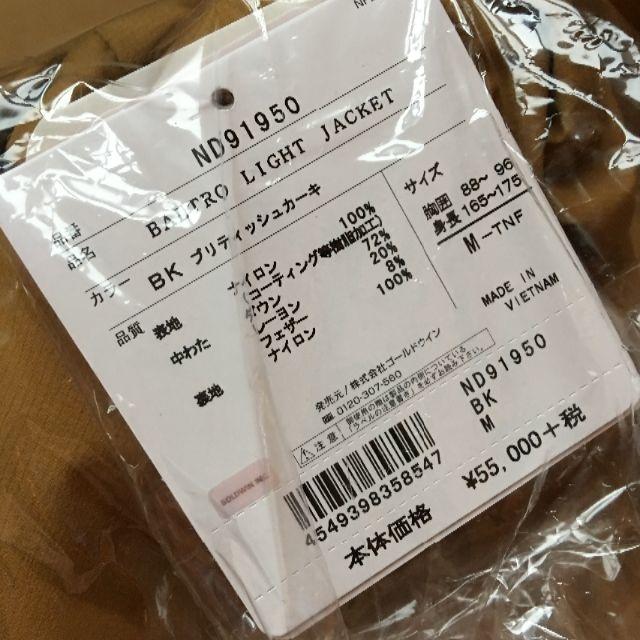 ND91950
品名 BALTRO LIGHT JACKET
カラー BK ブリティッシュカーキ
サイズ
胸囲 88~ 96
身長 165~175
M-TNF
品質 表地 ナイロン 100%
コーティング等樹脂加工)
中わた ダウン 72%
レーヨン 20%
フェザー 8%
裏地 ナイロン 100%
MADE IN
VIETNAM
発売元/株式会社ゴールドウイン
0120-307-560
注意
ND91950
BK
M
GOLDWIN INC.
4549398358547
本体価格 ¥55,000+税